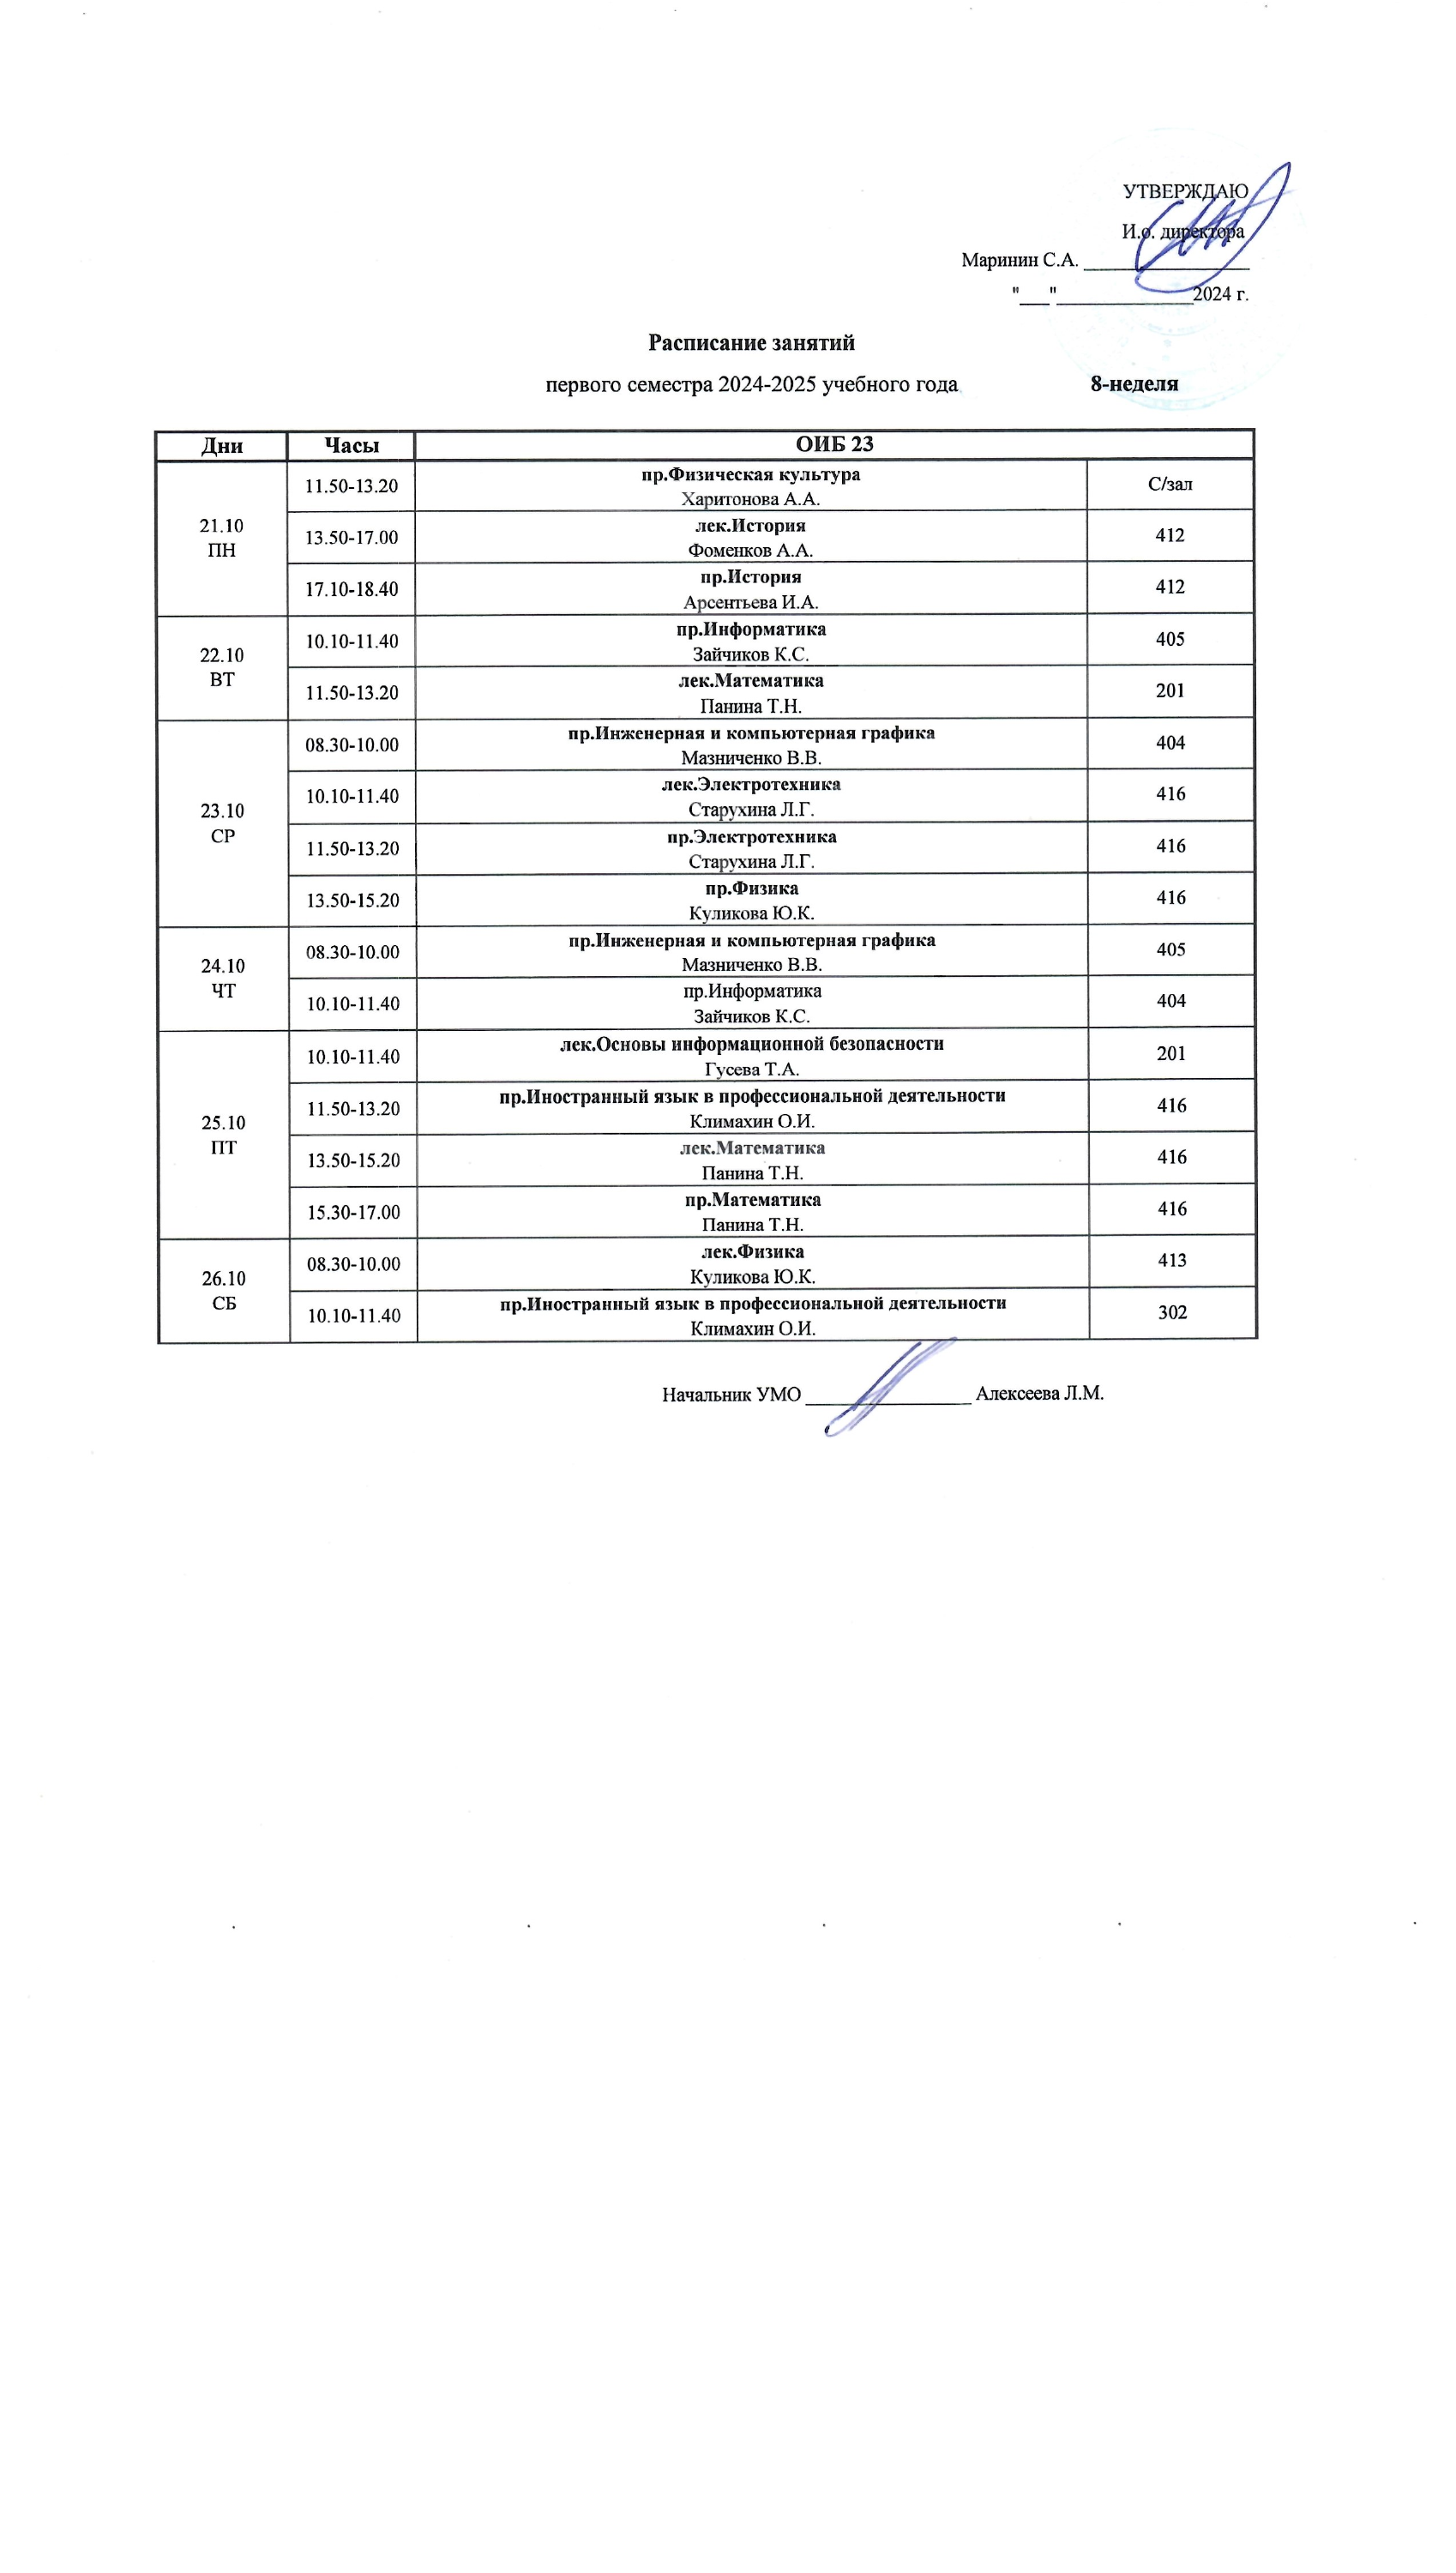 УТВЕРЖДАЮ
И.о. директора
Маринин С.А. ________________
"___"_____________2024 г.
Расписание занятий
первого семестра 2024-2025 учебного года 8-неделя
Дни Часы ОИБ 23
21.10
ПН
11.50-13.20
пр.Физическая культура
Харитонова А.А.
С/зал
13.50-17.00
лек.История
Фоменков А.А.
412
17.10-18.40
пр.История
Арсентьева И.А.
412
22.10
ВТ
10.10-11.40
пр.Информатика
Зайчиков К.С.
405
11.50-13.20
лек.Математика
Панина Т.Н.
201
23.10
СР
08.30-10.00
пр.Инженерная и компьютерная графика
Мазниченко В.В.
404
10.10-11.40
лек.Электротехника
Старухина Л.Г.
416
11.50-13.20
пр.Электротехника
Старухина Л.Г.
416
13.50-15.20
пр.Физика
Куликова Ю.К.
416
24.10
ЧТ
08.30-10.00
пр.Инженерная и компьютерная графика
Мазниченко В.В.
405
10.10-11.40
пр.Информатика
Зайчиков К.С.
404
25.10
ПТ
10.10-11.40
лек.Основы информационной безопасности
Гусева Т.А.
201
11.50-13.20
пр.Иностранный язык в профессиональной деятельности
Климахин О.И.
416
13.50-15.20
лек.Математика
Панина Т.Н.
416
15.30-17.00
пр.Математика
Панина Т.Н.
416
26.10
СБ
08.30-10.00
лек.Физика
Куликова Ю.К.
413
10.10-11.40
пр.Иностранный язык в профессиональной деятельности
Климахин О.И.
302
Начальник УМО ________________ Алексеева Л.М.